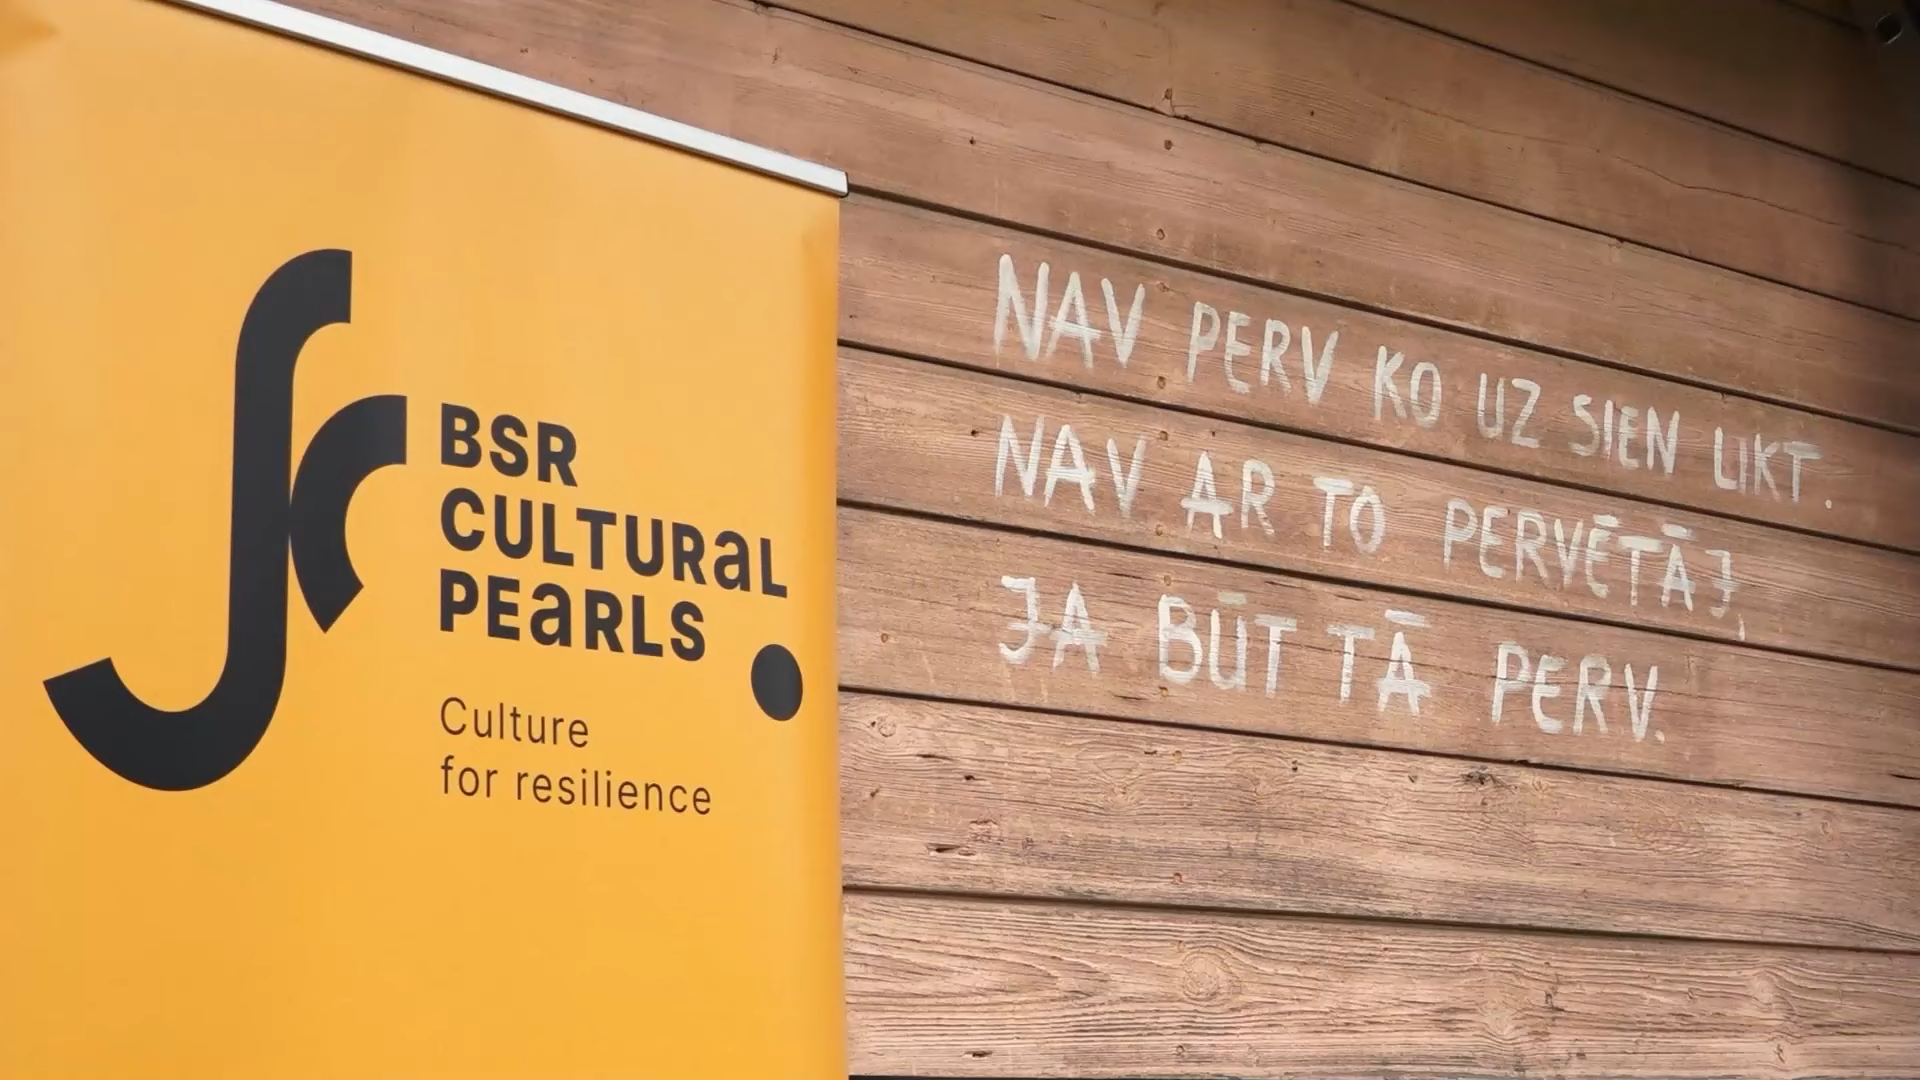 BSR
CULTURaL
PEaRLS
Culture
for resilience
NAV PERV KO UZ SIEN LIKT.
NAV AR TO PERVĒTĀJ,
JA BŪT TĀ PERV.